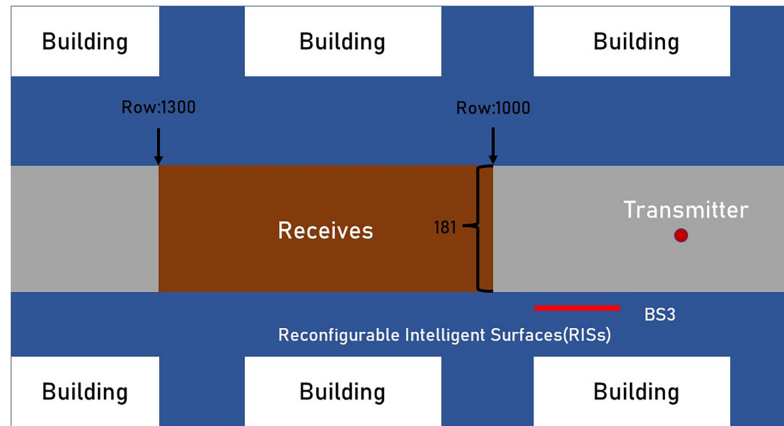 Building Building Building
Row:1300 Row:1000
Transmitter
Receives 181
BS3
Reconfigurable Intelligent Surfaces(RISs)
Building Building Building